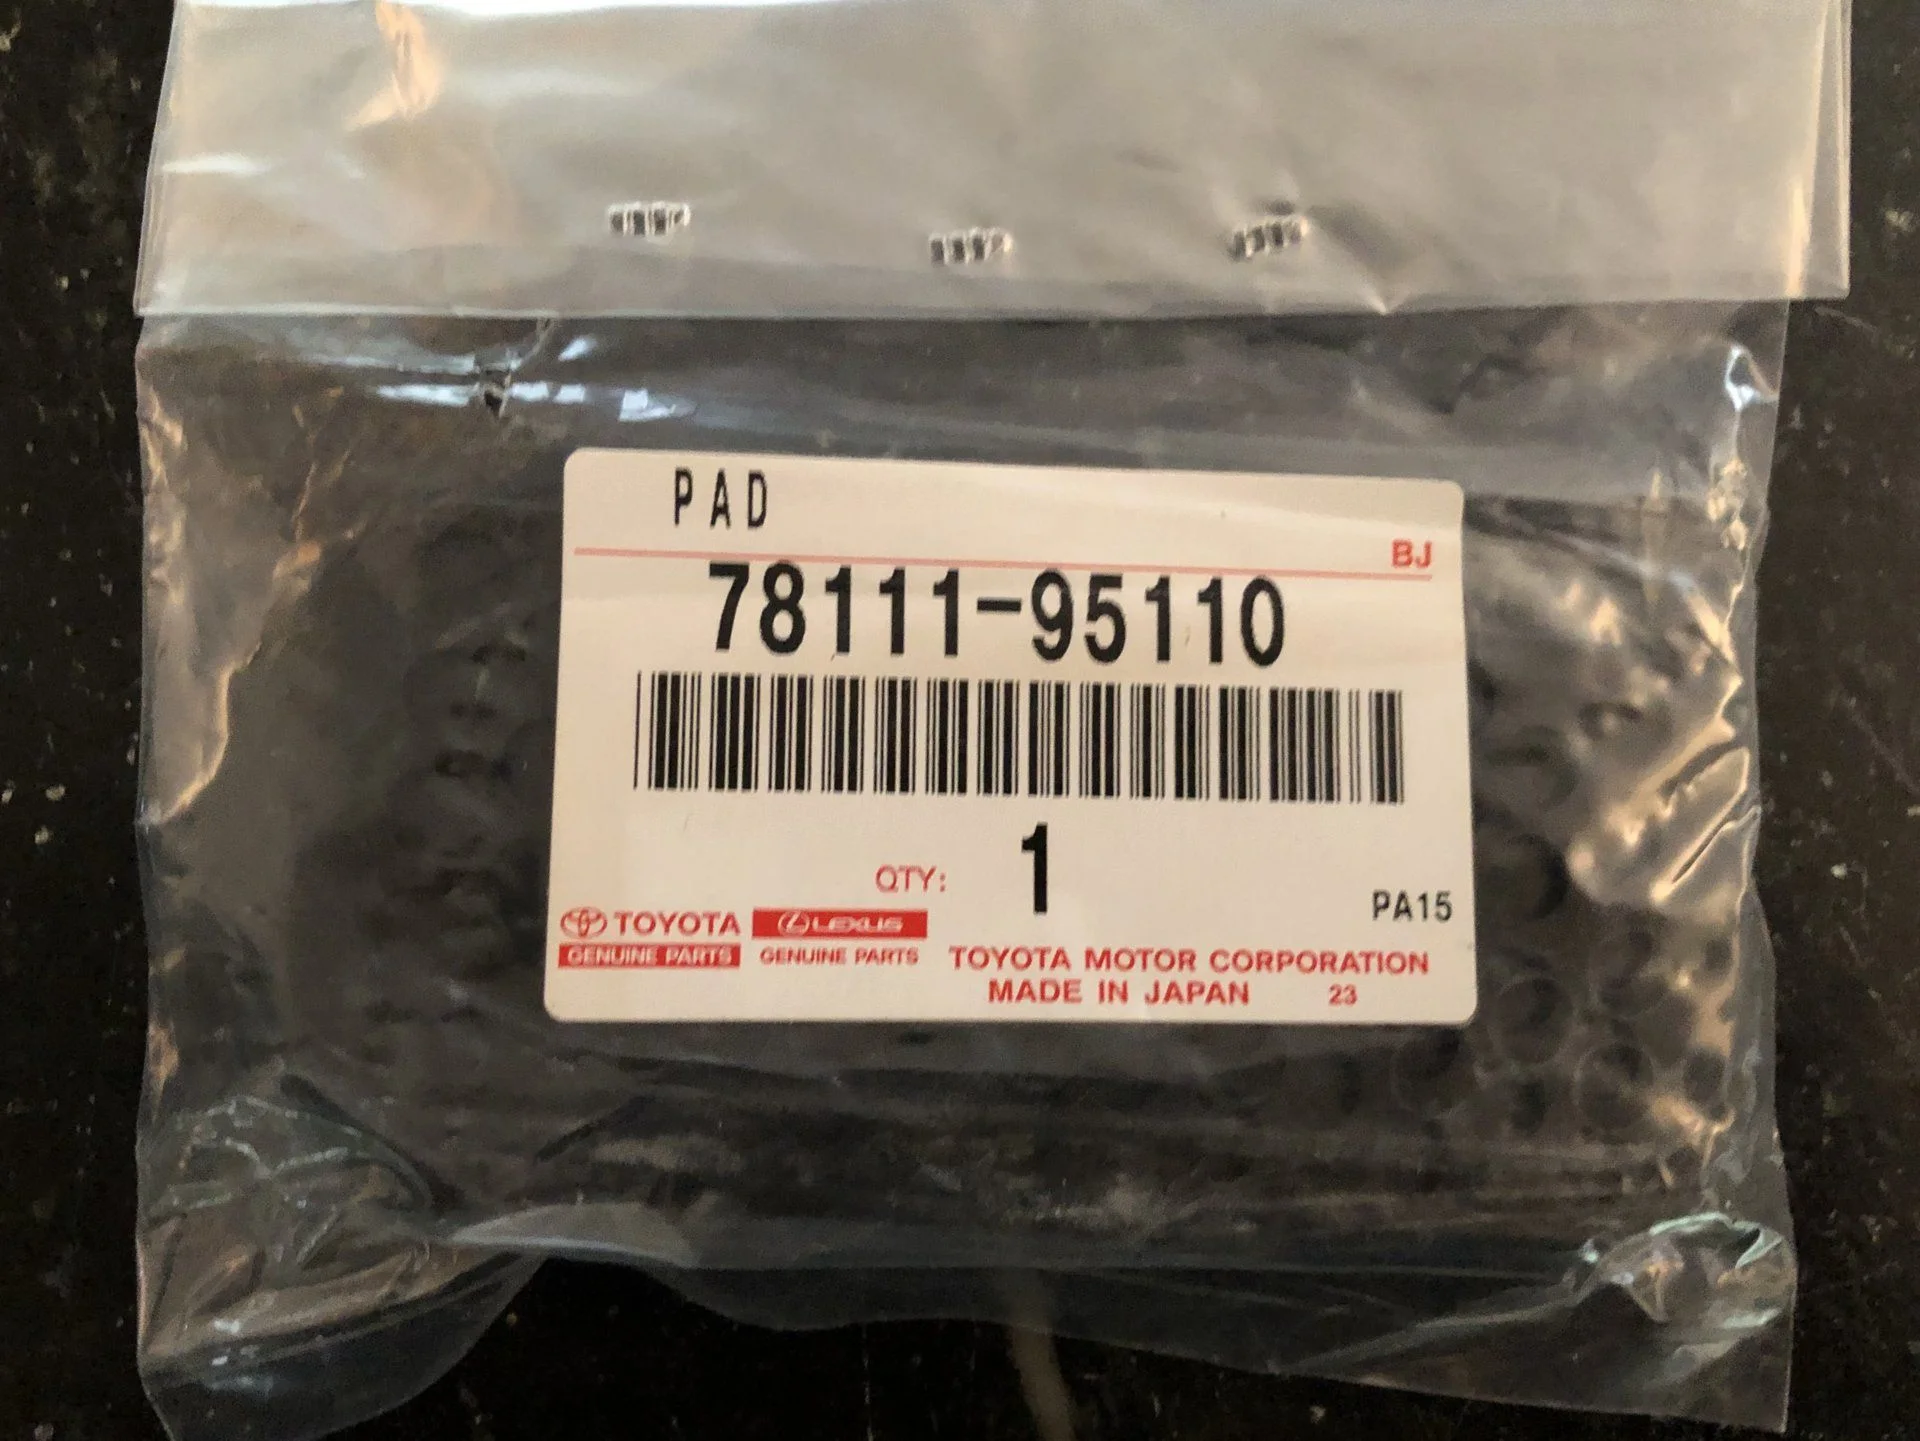 PAD
BJ
78111-95110
QTY: 1
PA15
TOYOTA LEXUS
GENUINE PARTS GENUINE PARTS TOYOTA MOTOR CORPORATION
MADE IN JAPAN 23